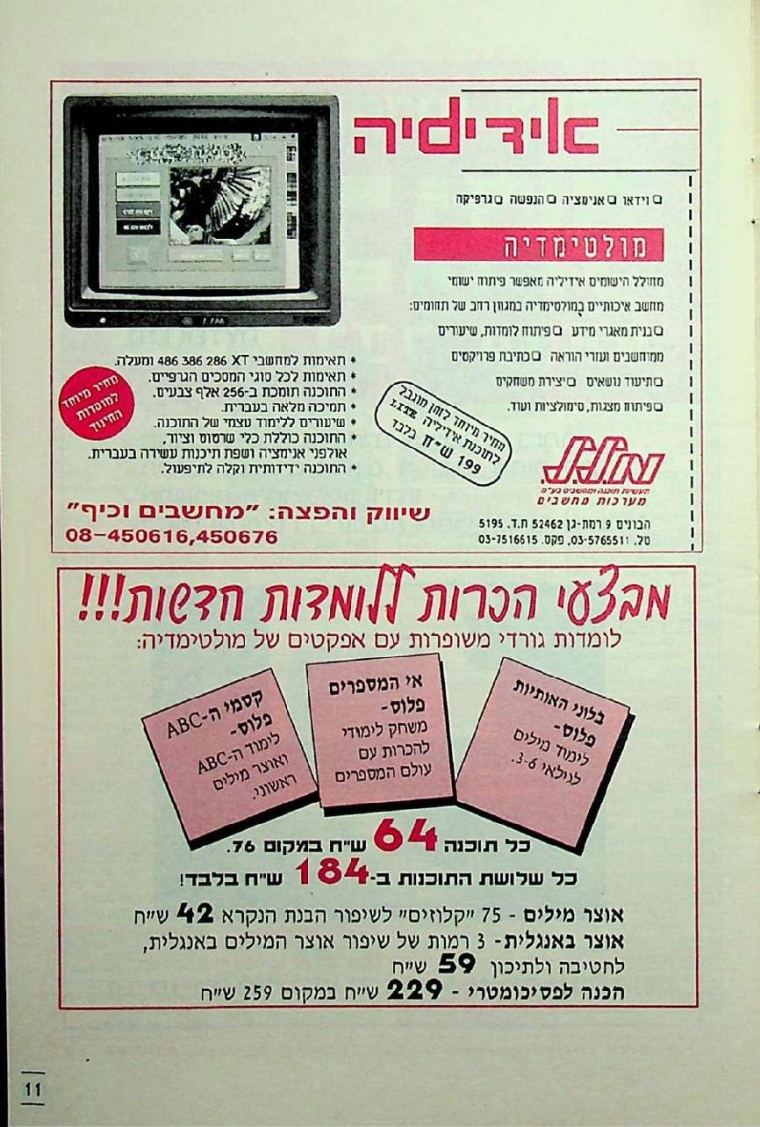 אידיליה
□ וידאו □ אנימציה □ הנפשה □ גרפיקה
מולטימדיה
מחולל הישומים אידיליה מאפשר פיתוח ישומי
מחשב איכותיים במולטימדיה במגוון רחב של תחומים:
□ בנית מאגרי מידע □ פיתוח לומדות, שיעורים
ממוחשבים ועזרי הוראה □ כתיבת פרויקטים
□ תיעוד נושאים □ יצירת משחקים
□ פיתוח מצגות, סימולציות ועוד.
* תאימות למחשבי XT 286 386 486 ומעלה.
* תאימות לכל סוגי המסכים הגרפיים.
* התוכנה תומכת ב-256 אלף צבעים.
* תמיכה מלאה בעברית.
* שיעורים ללימוד עצמי של התוכנה.
* התוכנה כוללת כלי שרטוט וציור,
אולפני אנימציה ושפת תיכנות עשירה בעברית.
* התוכנה ידידותית וקלה לתיפעול.
מחיר מיוחד
למוסדות
החינוך
מחיר מיוחד לזמן מוגבל
לתוכנת אידיליה LITE
199 ש"ח בלבד
תעשיות תוכנה ומחשבים בע"מ
מערכות מחשבים
הבונים 9 רמת-גן 52462 ת.ד. 5195
טל. 03-5765511, פקס. 03-7516615
שיווק והפצה: "מחשבים וכיף"
08-450616,450676
מבצעי הכרות ללומדות חדשות!!!
לומדות גורדי משופרות עם אפקטים של מולטימדיה:
בלוני האותיות
פלוס-
לימוד מילים
לגילאי 3-6.
אי המספרים
פלוס-
משחק לימודי
להכרות עם
עולם המספרים
קסמי ה-ABC
פלוס-
לימוד ה-ABC
ואוצר מילים
ראשוני.
כל תוכנה 64 ש"ח במקום 76.
כל שלושת התוכנות ב-184 ש"ח בלבד!
אוצר מילים - 75 "קלוזים" לשיפור הבנת הנקרא 42 ש"ח
אוצר באנגלית- 3 רמות של שיפור אוצר המילים באנגלית,
לחטיבה ולתיכון 59 ש"ח
הכנה לפסיכומטרי - 229 ש"ח במקום 259 ש"ח
11